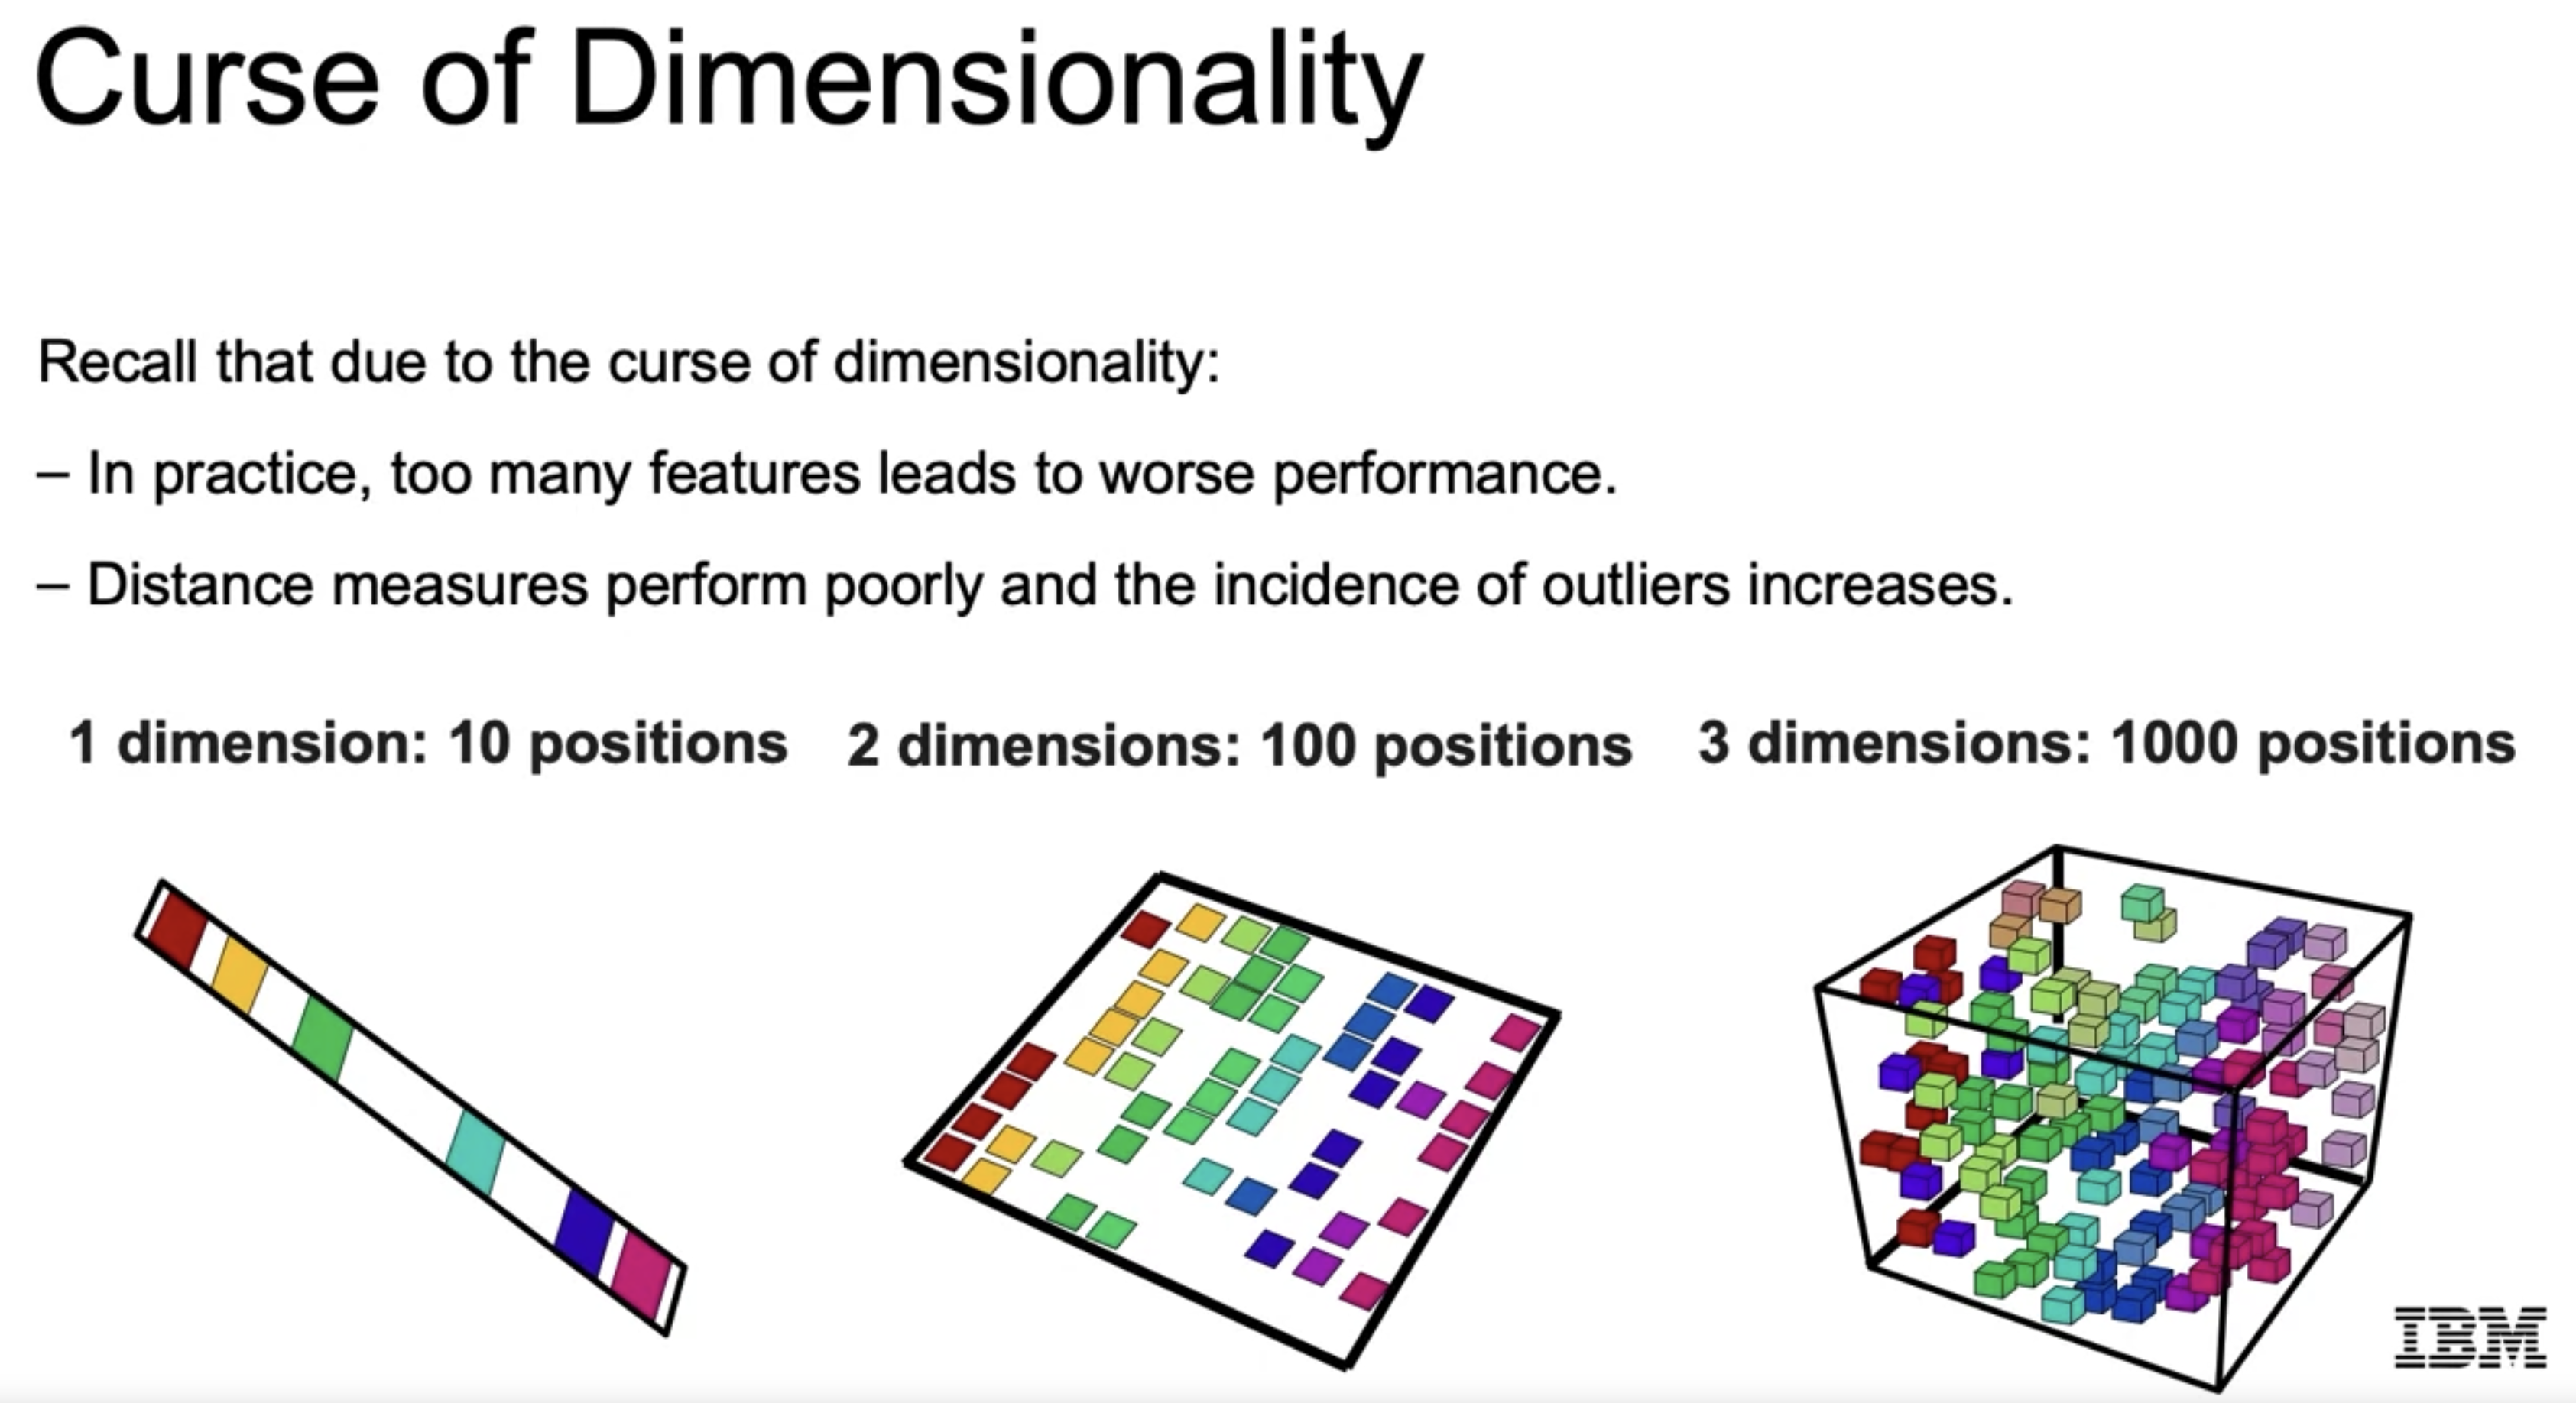 Curse of Dimensionality
Recall that due to the curse of dimensionality:
– In practice, too many features leads to worse performance.
– Distance measures perform poorly and the incidence of outliers increases.
1 dimension: 10 positions
2 dimensions: 100 positions
3 dimensions: 1000 positions
IBM